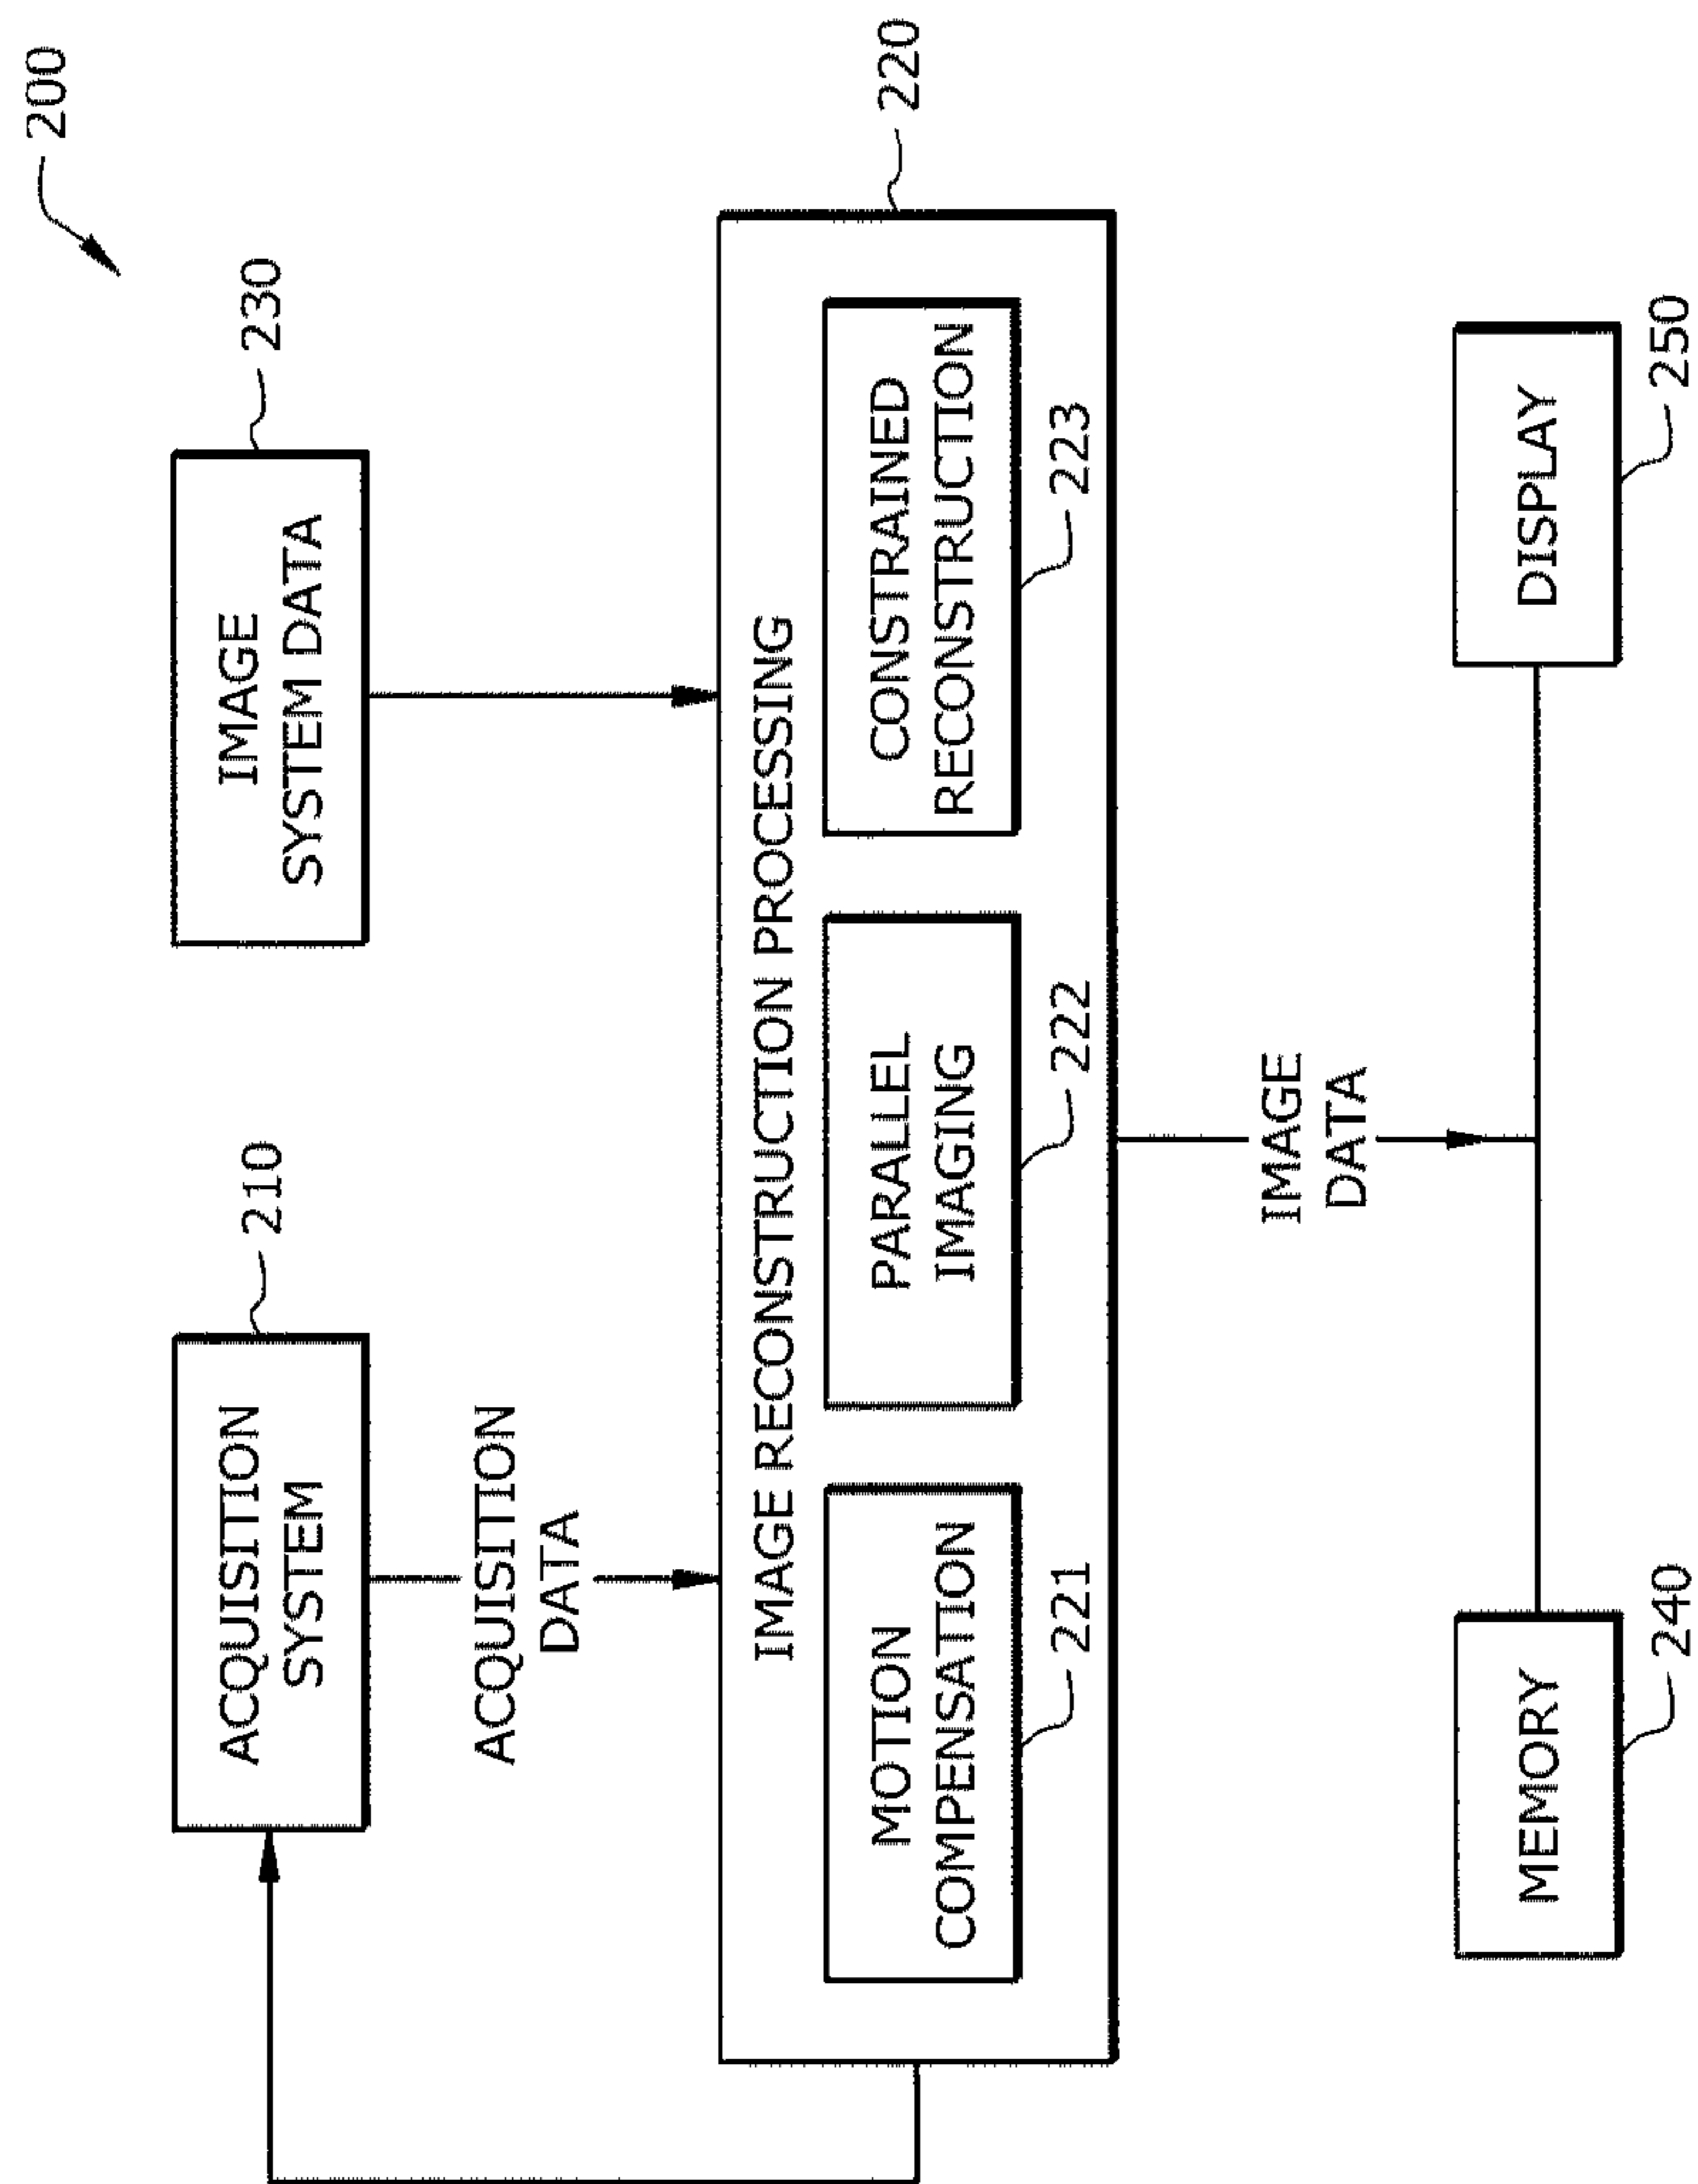 200
210
230
ACQUISITION
SYSTEM
IMAGE
SYSTEM DATA
ACQUISITION
DATA
220
IMAGE RECONSTRUCTION PROCESSING
MOTION
COMPENSATION
PARALLEL
IMAGING
CONSTRAINED
RECONSTRUCTION
221
222
223
IMAGE
DATA
MEMORY
DISPLAY
240
250